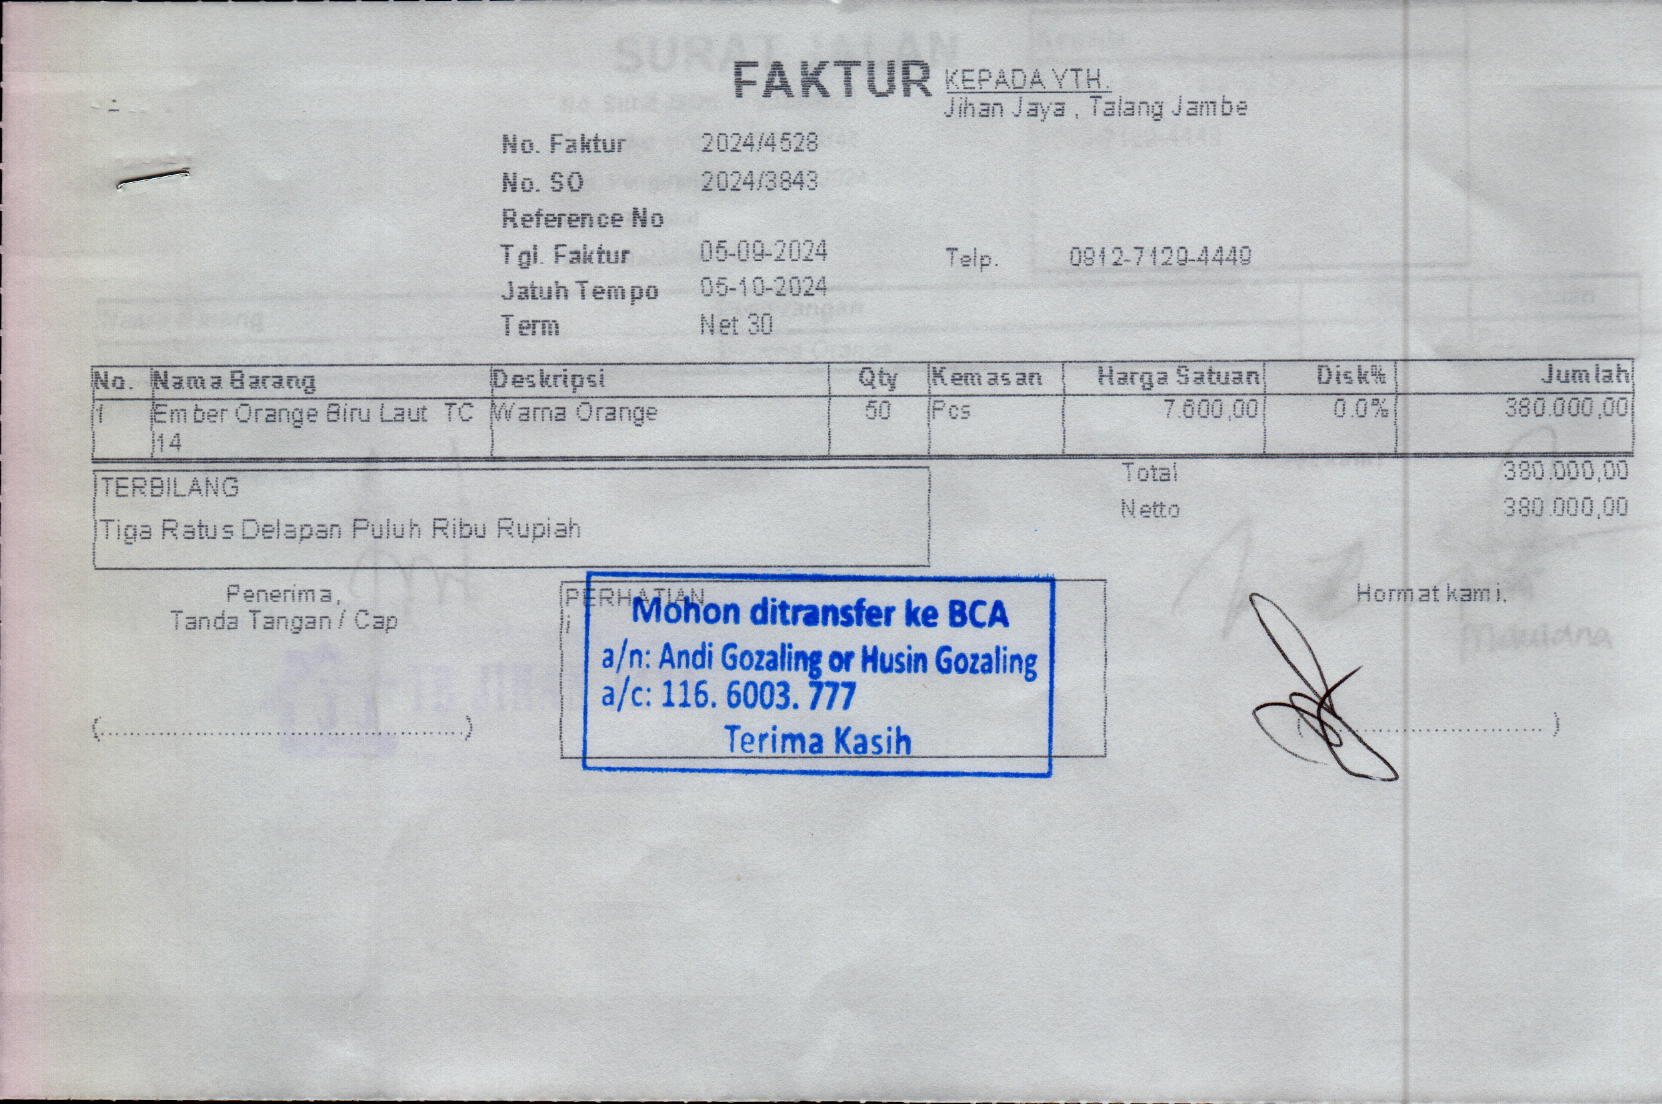 FAKTUR
KEPADA YTH.
Jihan Jaya , Talang Jambe
No. Faktur 2024/4528
No. SO 2024/3843
Reference No
Tgl. Faktur 05-09-2024
Telp. 0812-7129-4449
Jatuh Tempo 05-10-2024
Term Net 30
No. Nama Barang Deskripsi Qty Kemasan Harga Satuan Disk% Jumlah
1 Ember Orange Biru Laut TC Warna Orange 50 Pcs 7.600,00 0.0% 380.000,00
14
Total 380.000,00
Netto 380.000,00
TERBILANG
Tiga Ratus Delapan Puluh Ribu Rupiah
Penerima,
Tanda Tangan / Cap
(..........................................................)
PERHATIAN
i
Mohon ditransfer ke BCA
a/n: Andi Gozaling or Husin Gozaling
a/c: 116. 6003. 777
Terima Kasih
Hormat kami.
(........................................ )
SURAT JALAN